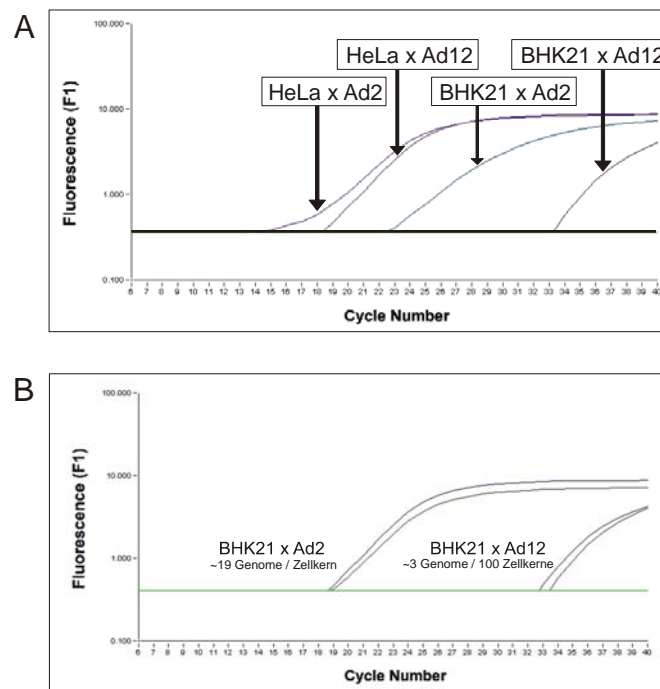 A
HeLa x Ad12
BHK21 x Ad12
HeLa x Ad2
BHK21 x Ad2
Fluorescence (F1)
100.000
10.000
1.000
0.100
6 7 8 9 10 11 12 13 14 15 16 17 18 19 20 21 22 23 24 25 26 27 28 29 30 31 32 33 34 35 36 37 38 39 40
Cycle Number
B
Fluorescence (F1)
100.000
10.000
1.000
0.100
BHK21 x Ad2
~19 Genome / Zellkern
BHK21 x Ad12
~3 Genome / 100 Zellkerne
6 7 8 9 10 11 12 13 14 15 16 17 18 19 20 21 22 23 24 25 26 27 28 29 30 31 32 33 34 35 36 37 38 39 40
Cycle Number